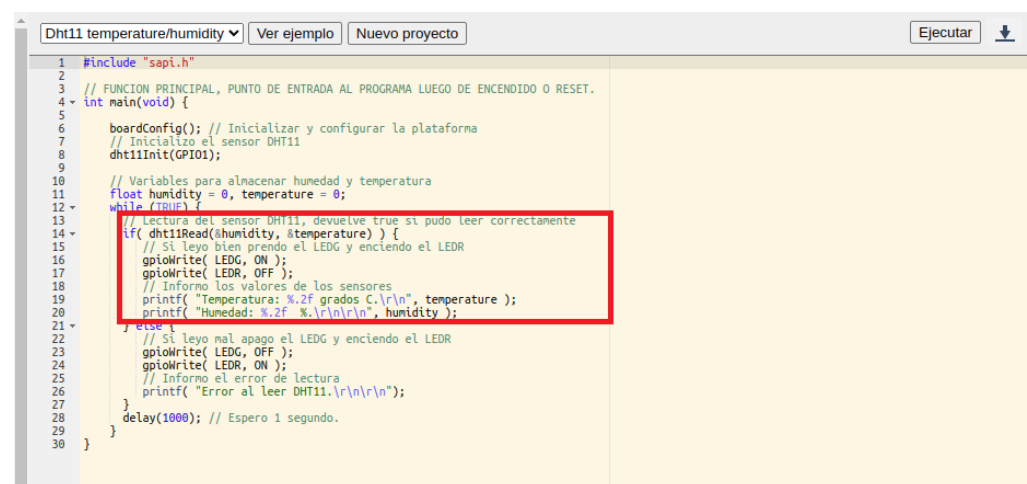 Dht11 temperature/humidity Ver ejemplo Nuevo proyecto Ejecutar
1 #include "sapi.h"
2
3 // FUNCION PRINCIPAL, PUNTO DE ENTRADA AL PROGRAMA LUEGO DE ENCENDIDO O RESET.
4 int main(void) {
5
6 boardConfig(); // Inicializar y configurar la plataforma
7 // Inicializo el sensor DHT11
8 dht11Init(GPIO1);
9
10 // Variables para almacenar humedad y temperatura
11 float humidity = 0, temperature = 0;
12 while (TRUE) {
13 // Lectura del sensor DHT11, devuelve true si pudo leer correctamente
14 if( dht11Read(&humidity, &temperature) ) {
15 // Si leyo bien prendo el LEDG y enciendo el LEDR
16 gpioWrite( LEDG, ON );
17 gpioWrite( LEDR, OFF );
18 // Informo los valores de los sensores
19 printf( "Temperatura: %.2f grados C.\r\n", temperature );
20 printf( "Humedad: %.2f  %.\r\n\r\n", humidity );
21 } else {
22 // Si leyo mal apago el LEDG y enciendo el LEDR
23 gpioWrite( LEDG, OFF );
24 gpioWrite( LEDR, ON );
25 // Informo el error de lectura
26 printf( "Error al leer DHT11.\r\n\r\n");
27 }
28 delay(1000); // Espero 1 segundo.
29 }
30 }